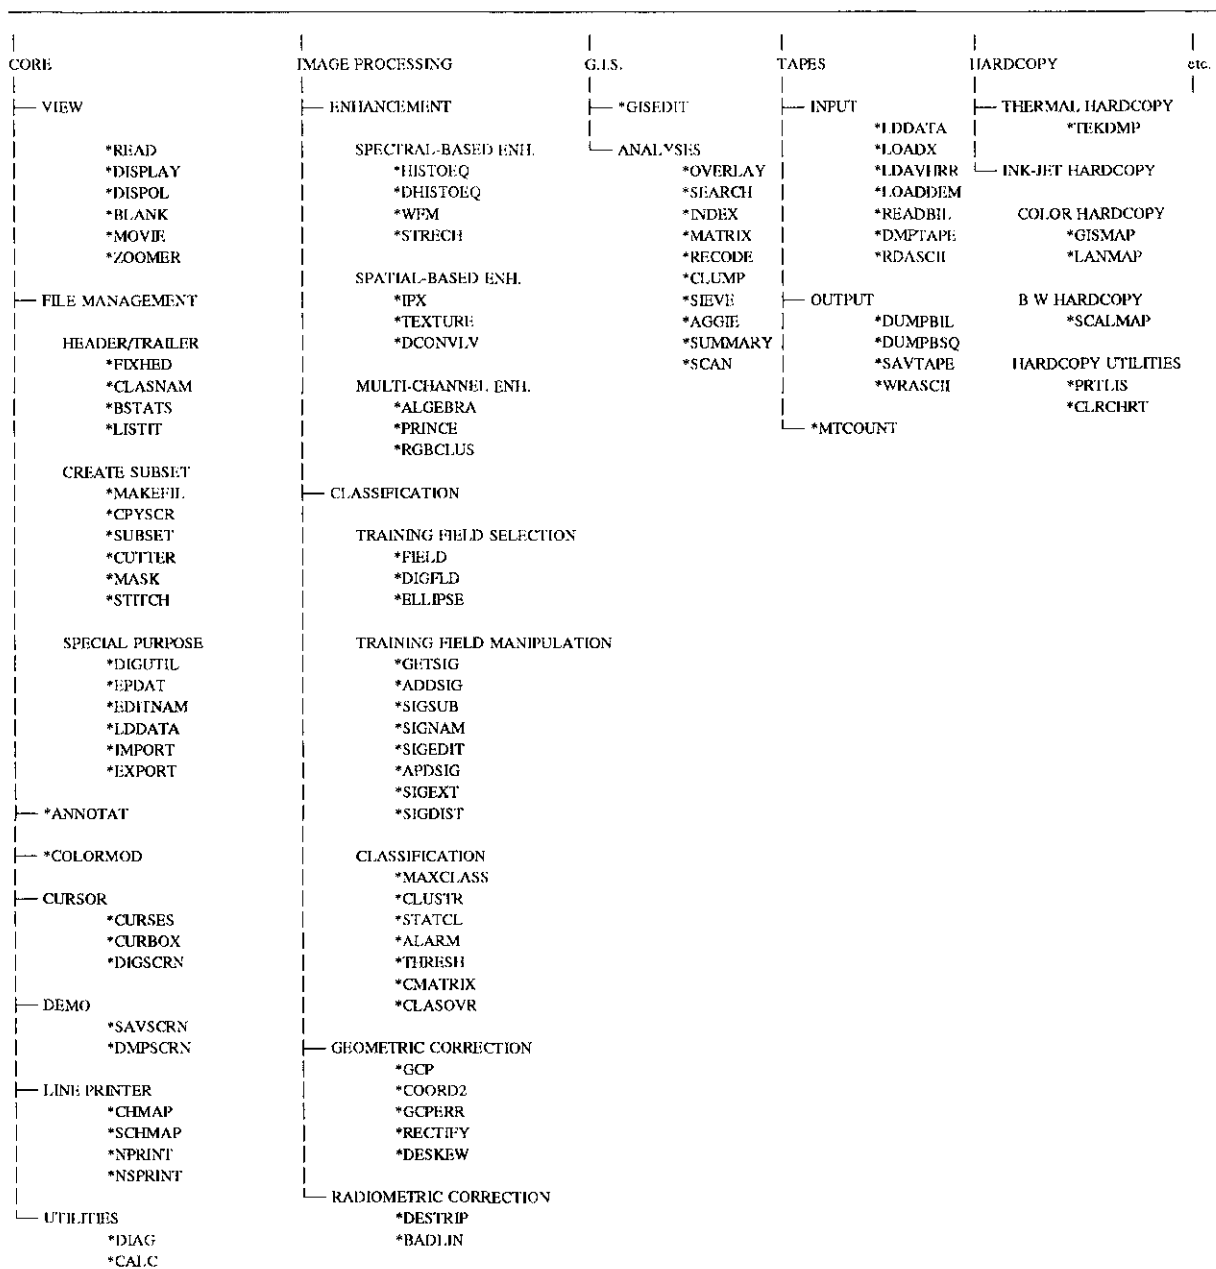 CORE
VIEW
*READ
*DISPLAY
*DISPOL
*BLANK
*MOVIE
*ZOOMER
FILE MANAGEMENT
HEADER/TRAILER
*FIXHED
*CLASNAM
*BSTATS
*LISTIT
CREATE SUBSET
*MAKEFIL
*CPYSCR
*SUBSET
*CUTTER
*MASK
*STITCH
SPECIAL PURPOSE
*DIGUTIL
*EPDAT
*EDITNAM
*LDDATA
*IMPORT
*EXPORT
*ANNOTAT
*COLORMOD
CURSOR
*CURSES
*CURBOX
*DIGSCRN
DEMO
*SAVSCRN
*DMPSCRN
LINE PRINTER
*CHMAP
*SCHMAP
*NPRINT
*NSPRINT
UTILITIES
*DIAG
*CALC
IMAGE PROCESSING
ENHANCEMENT
SPECTRAL-BASED ENH.
*HISTOEQ
*DHISTOEQ
*WFM
*STRECH
SPATIAL-BASED ENH.
*IPX
*TEXTURE
*DCONVLV
MULTI-CHANNEL ENH.
*ALGEBRA
*PRINCE
*RGBCLUS
CLASSIFICATION
TRAINING FIELD SELECTION
*FIELD
*DIGFLD
*ELLIPSE
TRAINING FIELD MANIPULATION
*GETSIG
*ADDSIG
*SIGSUB
*SIGNAM
*SIGEDIT
*APDSIG
*SIGEXT
*SIGDIST
CLASSIFICATION
*MAXCLASS
*CLUSTR
*STATCL
*ALARM
*THRESH
*CMATRIX
*CLASOVR
GEOMETRIC CORRECTION
*GCP
*COORD2
*GCPERR
*RECTIFY
*DESKEW
RADIOMETRIC CORRECTION
*DESTRIP
*BADLIN
G.I.S.
*GISEDIT
ANALYSES
*OVERLAY
*SEARCH
*INDEX
*MATRIX
*RECODE
*CLUMP
*SIEVE
*AGGIE
*SUMMARY
*SCAN
TAPES
INPUT
*LDDATA
*LOADX
*LDAVHRR
*LOADDEM
*READBIL
*DMPTAPE
*RDASCII
OUTPUT
*DUMPBIL
*DUMPBSQ
*SAVTAPE
*WRASCII
*MTCOUNT
HARDCOPY
THERMAL HARDCOPY
*TEKDMP
INK-JET HARDCOPY
COLOR HARDCOPY
*GISMAP
*LANMAP
B W HARDCOPY
*SCALMAP
HARDCOPY UTILITIES
*PRTLIS
*CLRCHRT
etc.